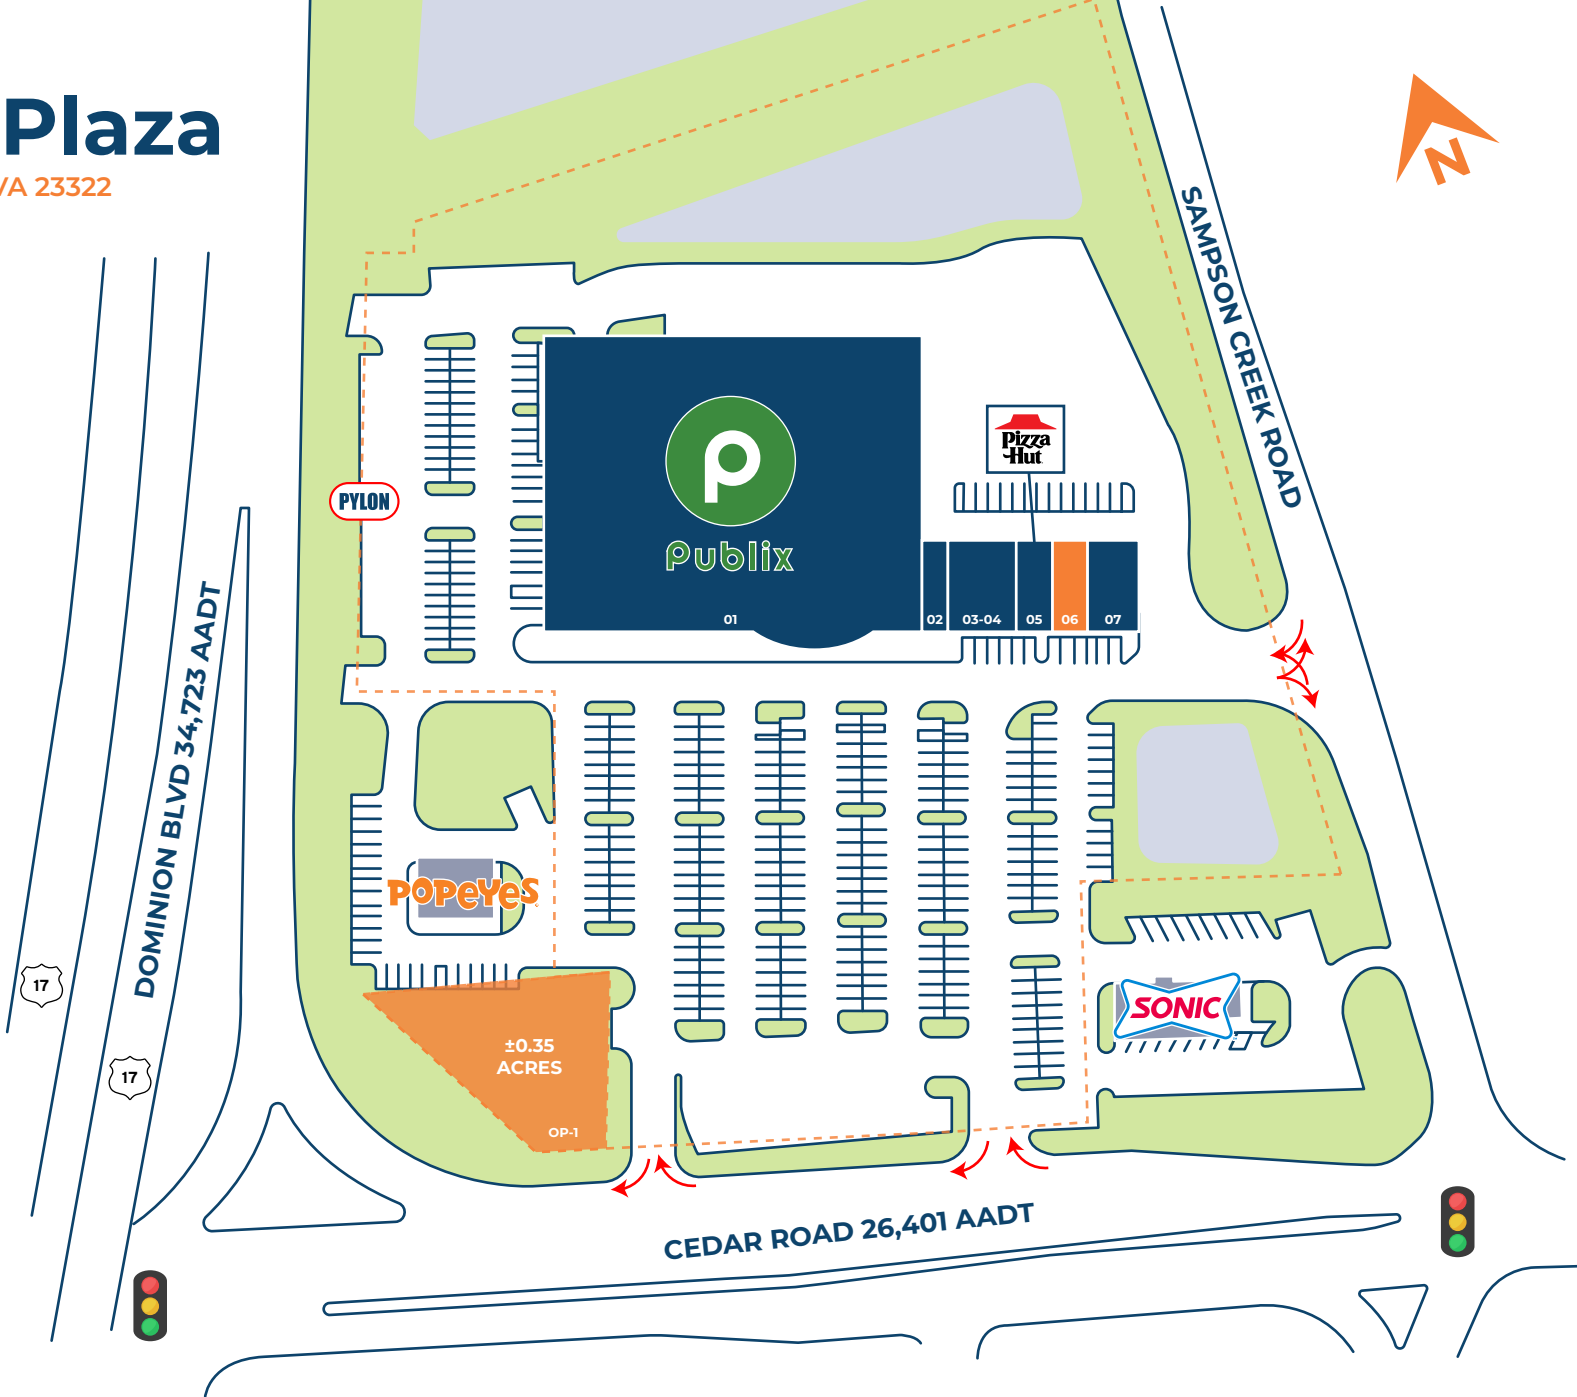 Plaza
VA 23322
N
SAMPSON CREEK ROAD
Pizza
Hut
PYLON
Publix
01
02
03-04
05
06
07
DOMINION BLVD 34,723 AADT
POPEYES
17
17
±0.35
ACRES
OP-1
SONIC
CEDAR ROAD 26,401 AADT